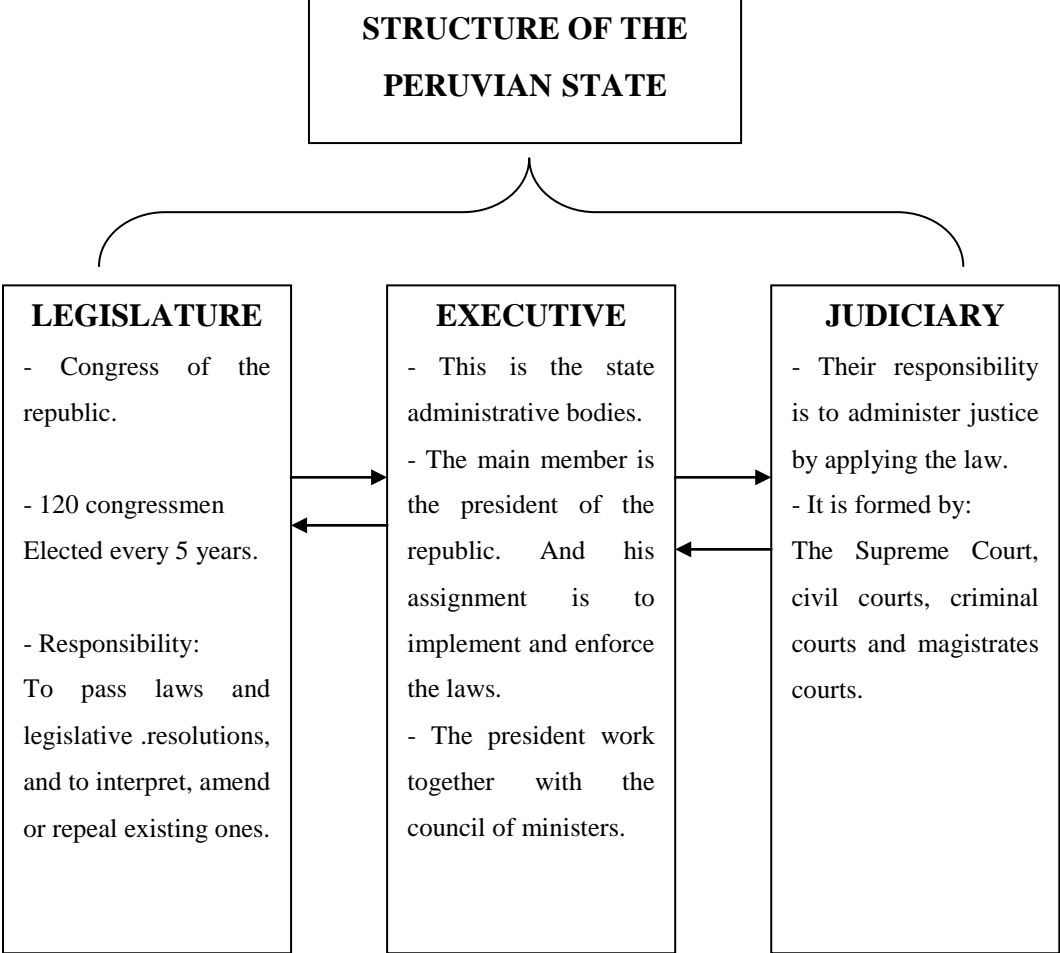 STRUCTURE OF THE
PERUVIAN STATE
LEGISLATURE
- Congress of the
republic.
- 120 congressmen
Elected every 5 years.
- Responsibility:
To pass laws and
legislative .resolutions,
and to interpret, amend
or repeal existing ones.
EXECUTIVE
- This is the state
administrative bodies.
- The main member is
the president of the
republic. And his
assignment is to
implement and enforce
the laws.
- The president work
together with the
council of ministers.
JUDICIARY
- Their responsibility
is to administer justice
by applying the law.
- It is formed by:
The Supreme Court,
civil courts, criminal
courts and magistrates
courts.